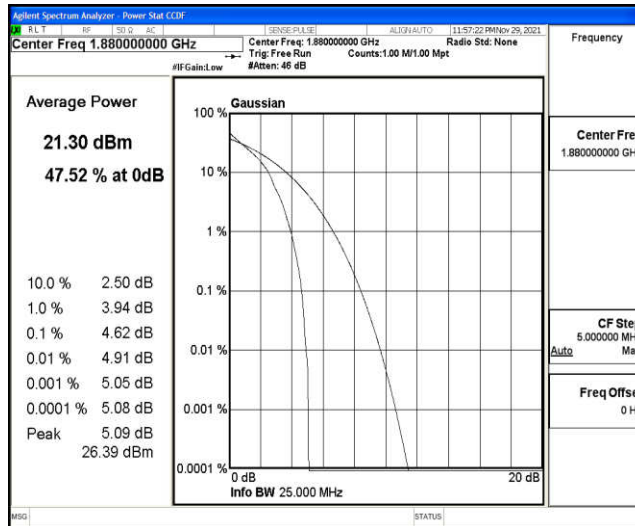 Agilent Spectrum Analyzer - Power Stat CCDF
RLT RF 50 Ω AC SENSE:PULSE ALIGNAUTO 11:57:22 PM Nov 29, 2021
Center Freq 1.880000000 GHz
Center Freq: 1.880000000 GHz Radio Std: None
Trig: Free Run Counts:1.00 M/1.00 Mpt
#IFGain:Low #Atten: 46 dB
Frequency
Average Power
21.30 dBm
47.52 % at 0dB
10.0 % 2.50 dB
1.0 % 3.94 dB
0.1 % 4.62 dB
0.01 % 4.91 dB
0.001 % 5.05 dB
0.0001 % 5.08 dB
Peak 5.09 dB
26.39 dBm
Gaussian
100 %
10 %
1 %
0.1 %
0.01 %
0.001 %
0.0001 %
0 dB 20 dB
Info BW 25.000 MHz
Center Fre
1.880000000 GH
CF Step
5.000000 MH
Auto Ma
Freq Offse
0 H
MSG STATUS